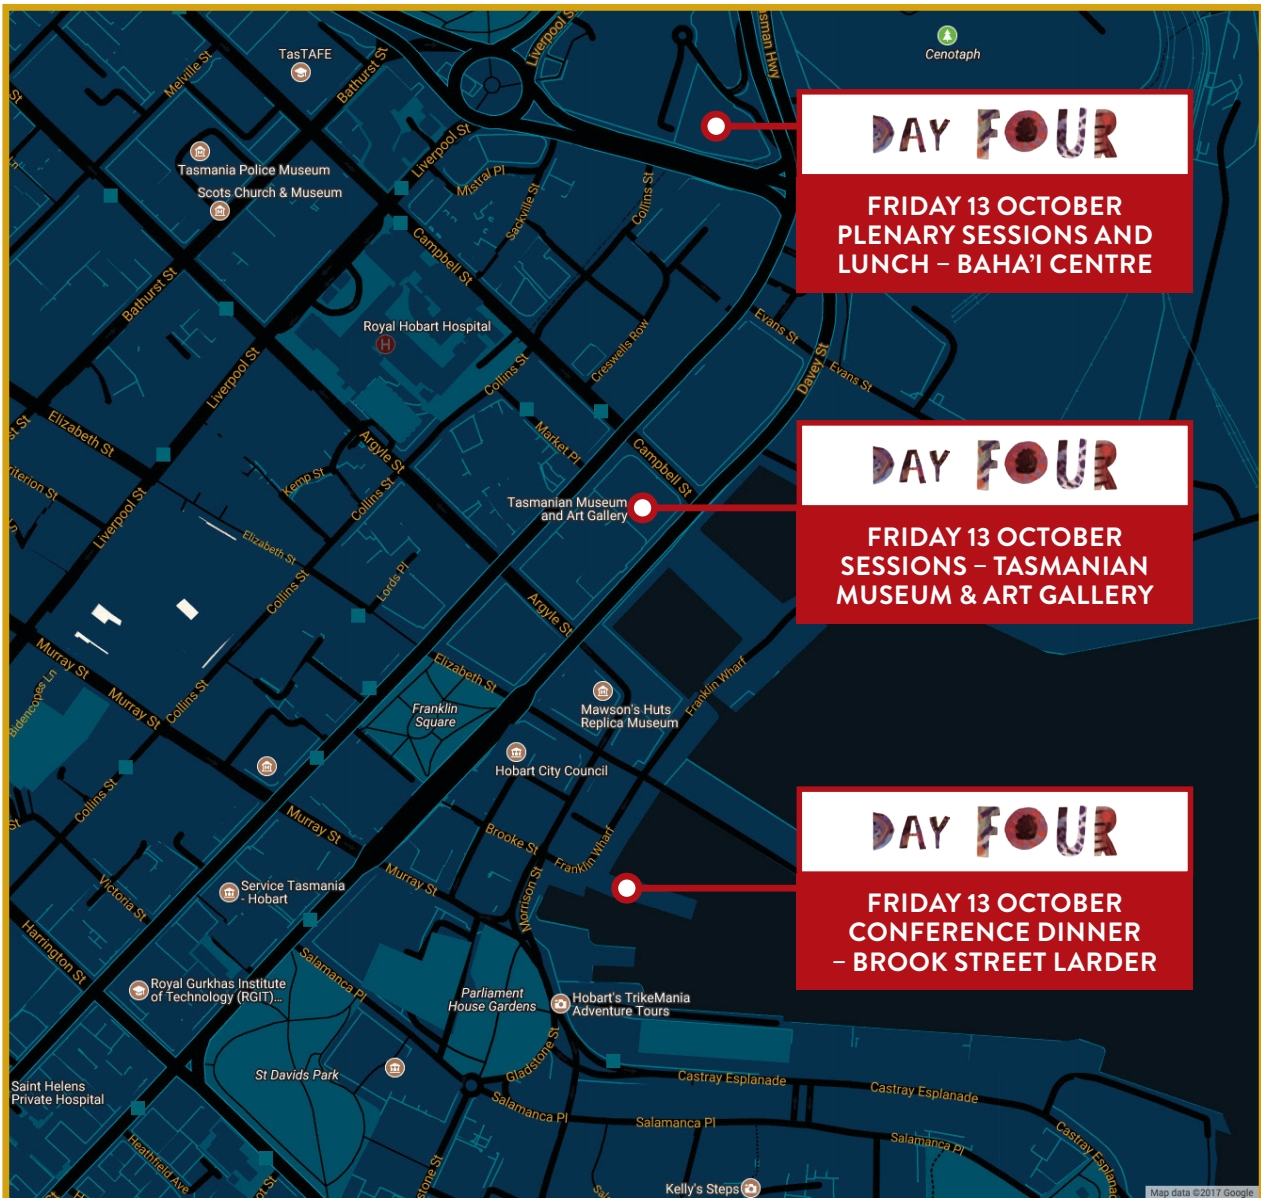 TasTAFE
Melville St
Bathurst St
Liverpool St
Tasman Hwy
Cenotaph
DAY FOUR
FRIDAY 13 OCTOBER
PLENARY SESSIONS AND
LUNCH – BAHA'I CENTRE
Tasmania Police Museum
Scots Church & Museum
Liverpool St
Mistral Pl
Sackville St
Collins St
Campbell St
Bathurst St
Royal Hobart Hospital
H
Liverpool St
Collins St
Creswells Row
Evans St
Davey St
Evans St
Elizabeth St
Argyle St
Market Pl
Campbell St
Kemp St
Collins St
Liverpool St
Elizabeth St
Tasmanian Museum
and Art Gallery
DAY FOUR
FRIDAY 13 OCTOBER
SESSIONS – TASMANIAN
MUSEUM & ART GALLERY
Lords Pl
Collins St
Argyle St
Murray St
Murray St
Bidencopes Ln
Collins St
Elizabeth St
Franklin
Square
Mawson's Huts
Replica Museum
Franklin Wharf
Hobart City Council
Collins St
Murray St
Brooke St
Franklin Wharf
Murray St
Morrison St
DAY FOUR
FRIDAY 13 OCTOBER
CONFERENCE DINNER
– BROOK STREET LARDER
Victoria St
Service Tasmania
- Hobart
Harrington St
Salamanca Pl
Royal Gurkhas Institute
of Technology (RGIT)...
Parliament
House Gardens
Hobart's TrikeMania
Adventure Tours
Gladstone St
St Davids Park
Saint Helens
Private Hospital
Castray Esplanade
Castray Esplanade
Salamanca Pl
Salamanca Pl
Salamanca Pl
Castray Esplanade
Heathfield Ave
Kelly's Steps
Map data ©2017 Google